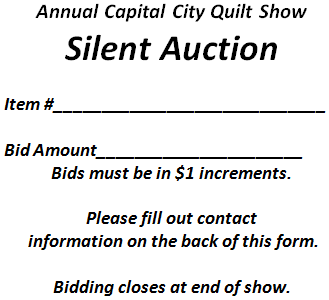 Annual Capital City Quilt Show
Silent Auction
Item #____________________________
Bid Amount_____________________
Bids must be in $1 increments.
Please fill out contact
information on the back of this form.
Bidding closes at end of show.